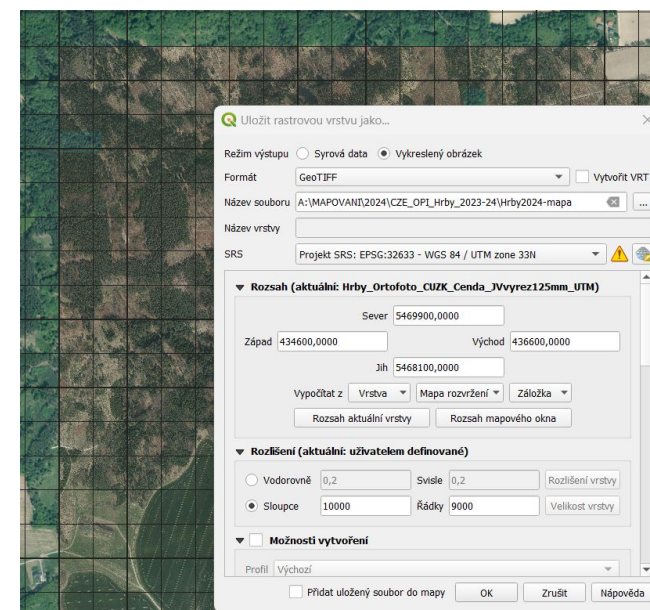 Uložit rastrovou vrstvu jako...
Režim výstupu Syrová data Vykreslený obrázek
Formát GeoTIFF Vytvořit VRT
Název souboru A:\MAPOVANI\2024\CZE_OPI_Hrby_2023-24\Hrby2024-mapa ...
Název vrstvy
SRS Projekt SRS: EPSG:32633 - WGS 84 / UTM zone 33N
Rozsah (aktuální: Hrby_Ortofoto_CUZK_Cenda_JVvyrez125mm_UTM)
Sever 5469900,0000
Západ 434600,0000 Východ 436600,0000
Jih 5468100,0000
Vypočítat z Vrstva Mapa rozvržení Záložka
Rozsah aktuální vrstvy Rozsah mapového okna
Rozlišení (aktuální: uživatelem definované)
Vodorovně 0,2 Svisle 0,2 Rozlišení vrstvy
Sloupce 10000 Řádky 9000 Velikost vrstvy
Možnosti vytvoření
Profil Výchozí
Přidat uložený soubor do mapy OK Zrušit Nápověda